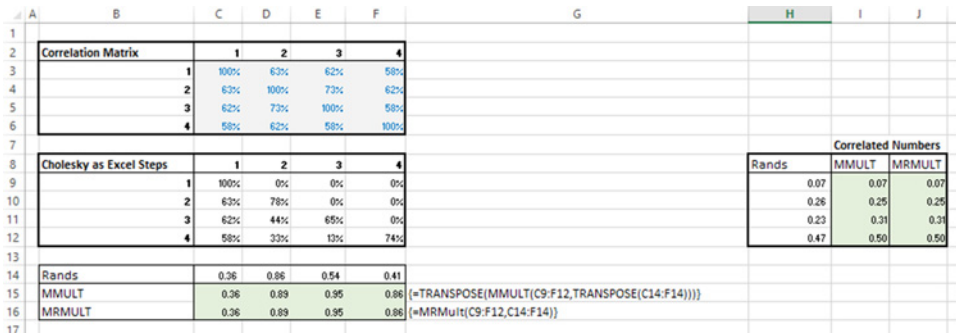 A B C D E F G H I J
1
2 Correlation Matrix 1 2 3 4
3 1 100% 63% 62% 58%
4 2 63% 100% 73% 62%
5 3 62% 73% 100% 58%
6 4 58% 62% 58% 100%
7 Correlated Numbers
8 Cholesky as Excel Steps 1 2 3 4 Rands MMULT MRMULT
9 1 100% 0% 0% 0% 0.07 0.07 0.07
10 2 63% 78% 0% 0% 0.26 0.25 0.25
11 3 62% 44% 65% 0% 0.23 0.31 0.31
12 4 58% 33% 13% 74% 0.47 0.50 0.50
13
14 Rands 0.36 0.86 0.54 0.41
15 MMULT 0.36 0.89 0.95 0.86 {=TRANSPOSE(MMULT(C9:F12,TRANSPOSE(C14:F14)))}
16 MRMULT 0.36 0.89 0.95 0.86 {=MRMult(C9:F12,C14:F14)}
17